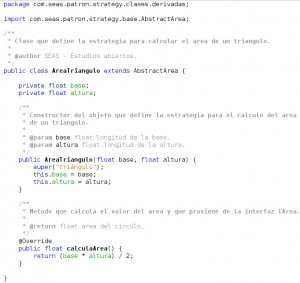 package com.seas.patron.strategy.clases.derivadas;
import com.seas.patron.strategy.base.AbstractArea;
/**
* Clase que define la estrategia para calcular el area de un triangulo.
*
* @author SEAS - Estudios abiertos.
*/
public class AreaTriangulo extends AbstractArea {
private float base;
private float altura;
/**
* Constructor del objeto que define la estrategia para el calculo del area
* de un triangulo.
*
* @param base float longitud de la base.
* @param altura float longitud de la altura.
*/
public AreaTriangulo(float base, float altura) {
super("triángulo");
this.base = base;
this.altura = altura;
}
/**
* Metodo que calcula el valor del area y que proviene de la interfaz IArea.
*
* @return float area del circulo.
*/
@Override
public float calculaArea() {
return (base * altura) / 2;
}
}